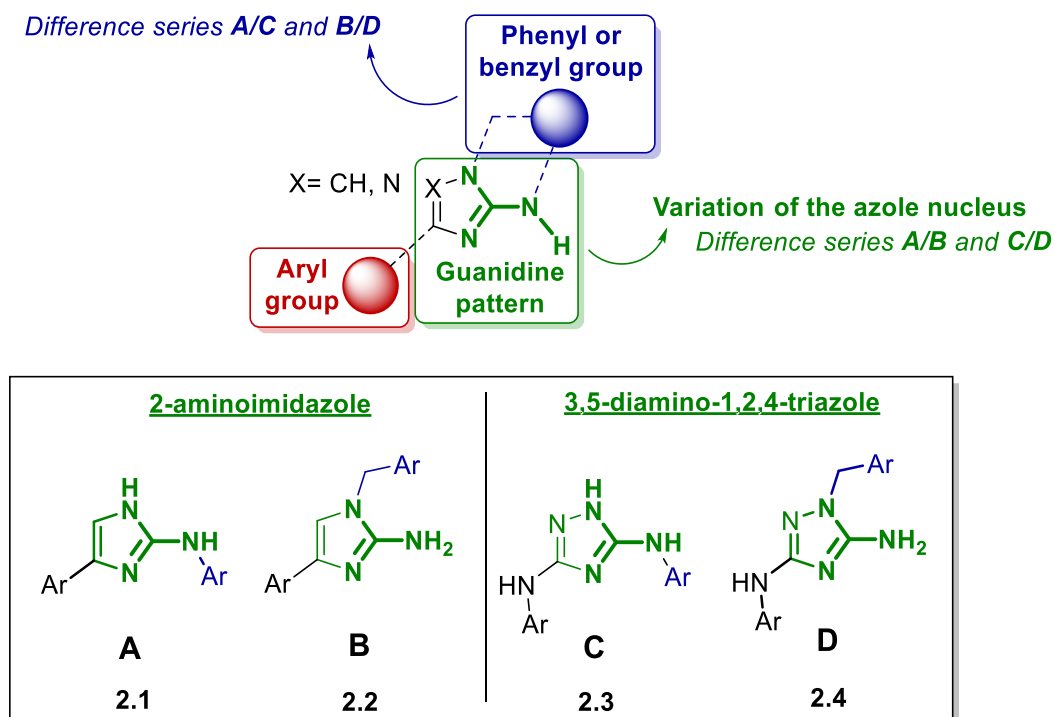 Difference series A/C and B/D
Phenyl or
benzyl group
X= CH, N
X
N
N
N
H
Variation of the azole nucleus
Difference series A/B and C/D
Aryl
group
Guanidine
pattern
2-aminoimidazole
3,5-diamino-1,2,4-triazole
H
N
NH
N
Ar
Ar
A
2.1
Ar
N
NH2
N
Ar
B
2.2
H
N
N
NH
N
HN
Ar
Ar
C
2.3
Ar
N
N
NH2
N
HN
Ar
D
2.4